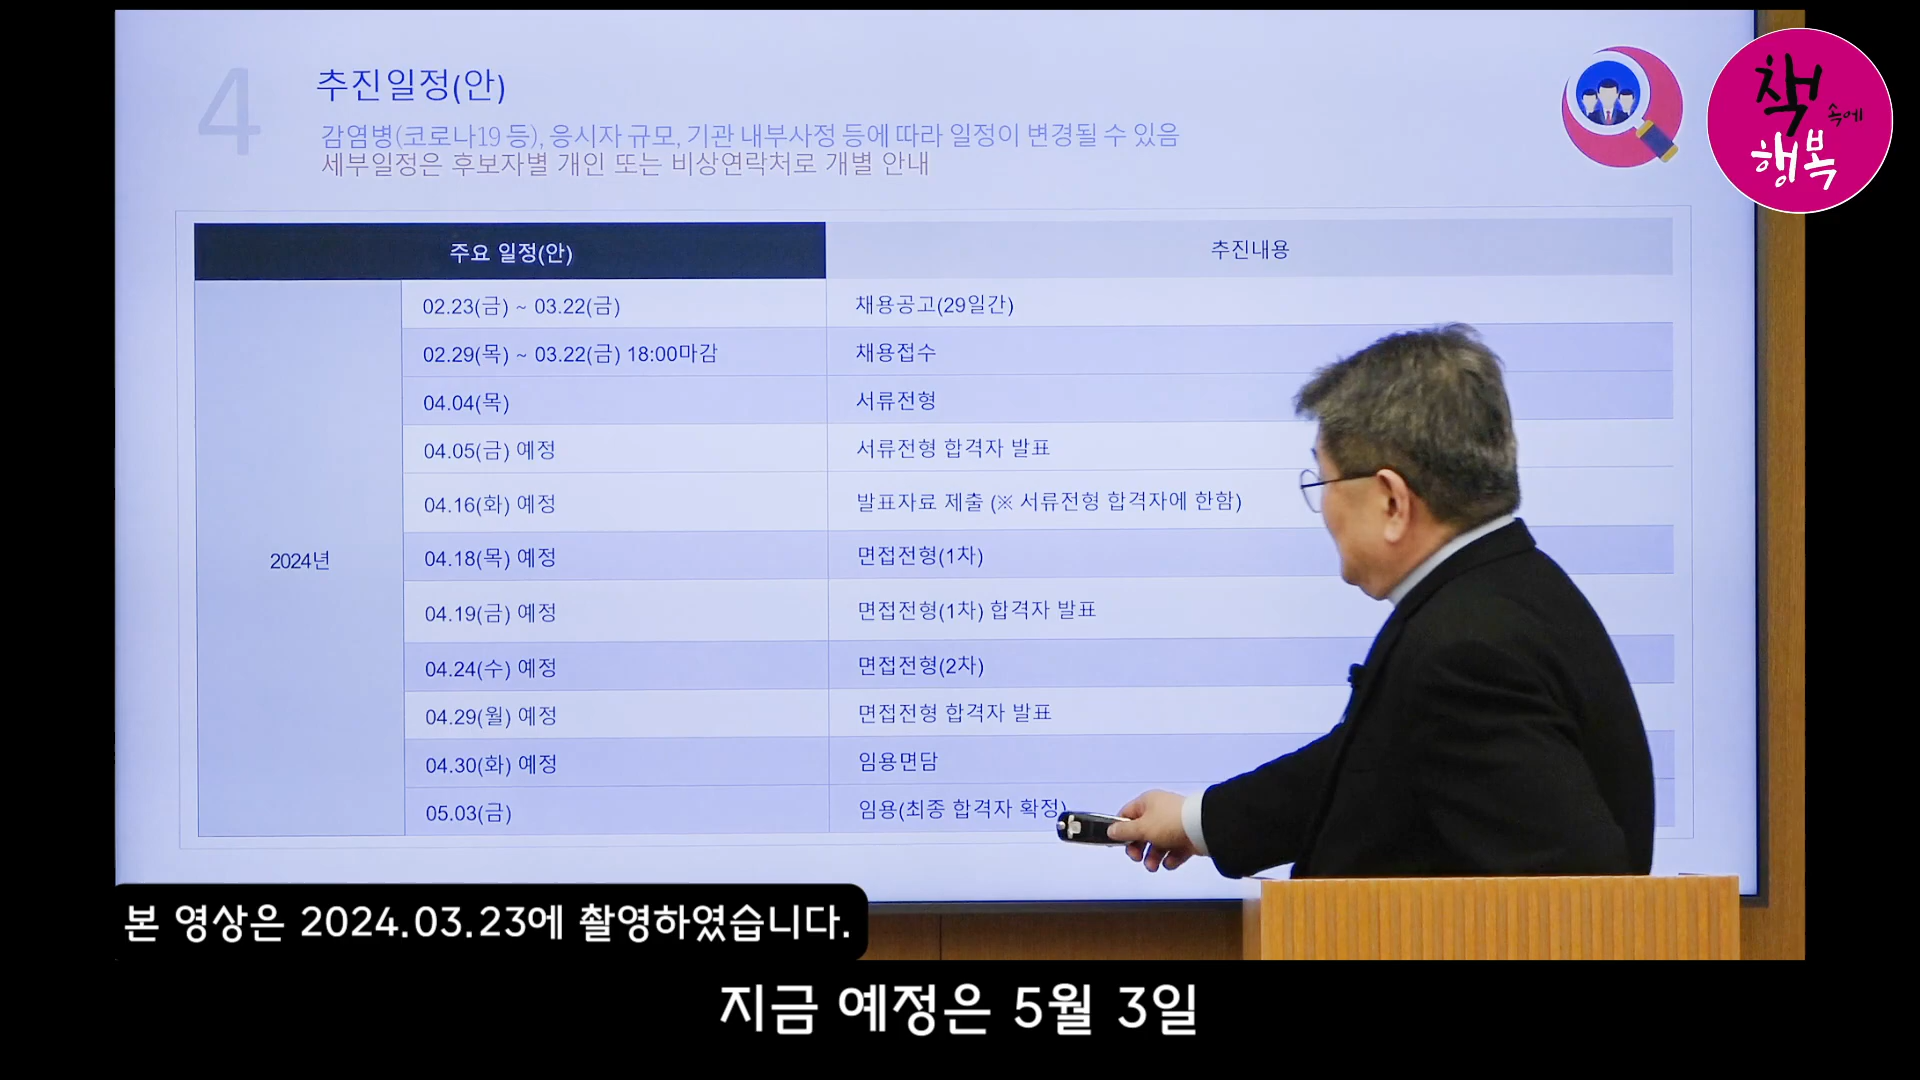 4
추진일정(안)
감염병(코로나19 등), 응시자 규모, 기관 내부사정 등에 따라 일정이 변경될 수 있음
세부일정은 후보자별 개인 또는 비상연락처로 개별 안내
책
속에
행복
주요 일정(안) 추진내용
02.23(금) ~ 03.22(금) 채용공고(29일간)
02.29(목) ~ 03.22(금) 18:00마감 채용접수
04.04(목) 서류전형
04.05(금) 예정 서류전형 합격자 발표
04.16(화) 예정 발표자료 제출 (※ 서류전형 합격자에 한함)
2024년 04.18(목) 예정 면접전형(1차)
04.19(금) 예정 면접전형(1차) 합격자 발표
04.24(수) 예정 면접전형(2차)
04.29(월) 예정 면접전형 합격자 발표
04.30(화) 예정 임용면담
05.03(금) 임용(최종 합격자 확정)
본 영상은 2024.03.23에 촬영하였습니다.
지금 예정은 5월 3일